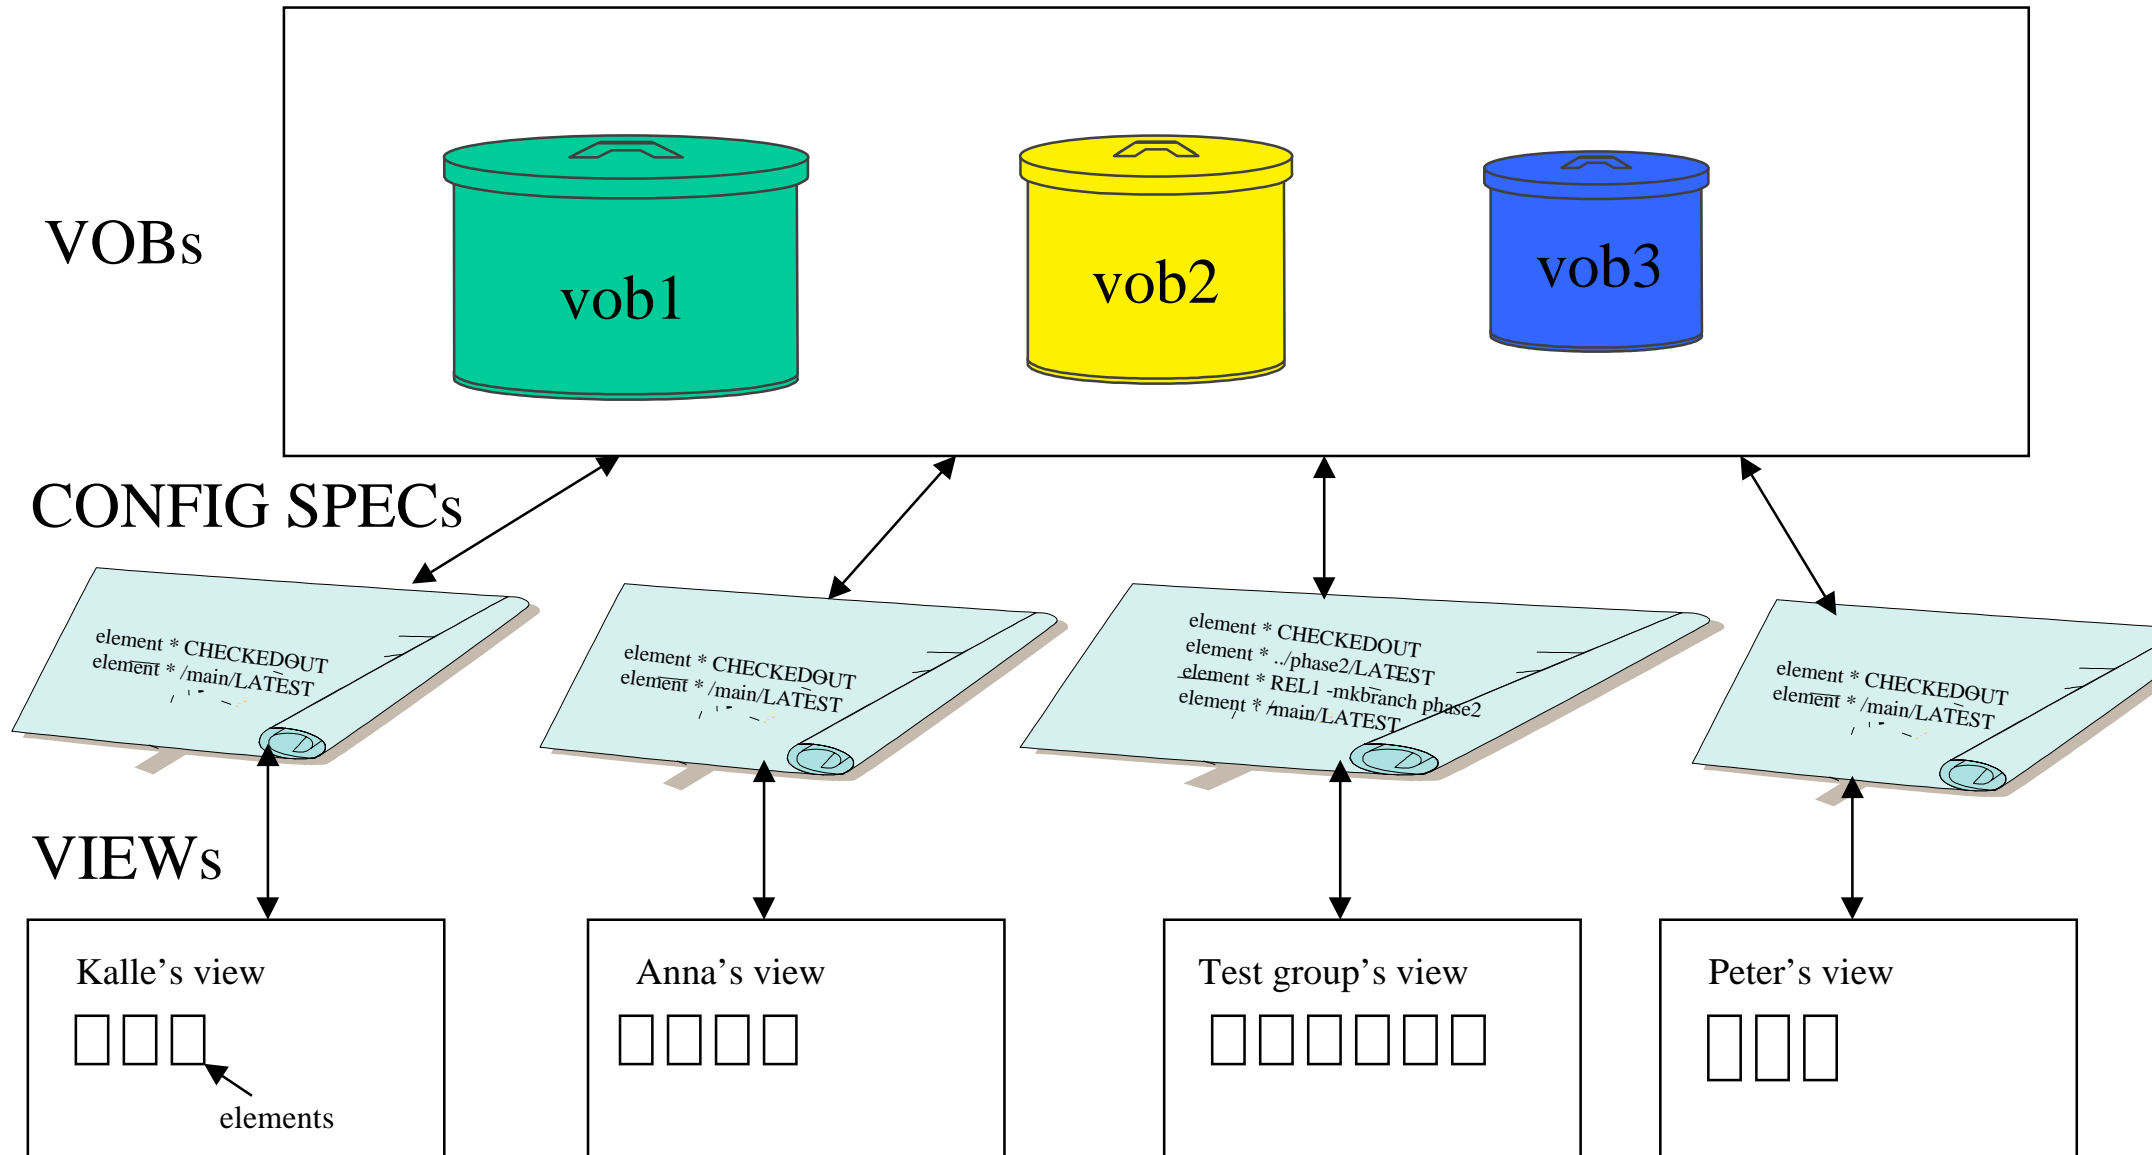 VOBs
vob1
vob2
vob3
CONFIG SPECs
element * CHECKEDOUT
element * /main/LATEST
element * CHECKEDOUT
element * /main/LATEST
element * CHECKEDOUT
element * ../phase2/LATEST
element * REL1 -mkbranch phase2
element * /main/LATEST
element * CHECKEDOUT
element * /main/LATEST
VIEWs
Kalle’s view
elements
Anna’s view
Test group’s view
Peter’s view